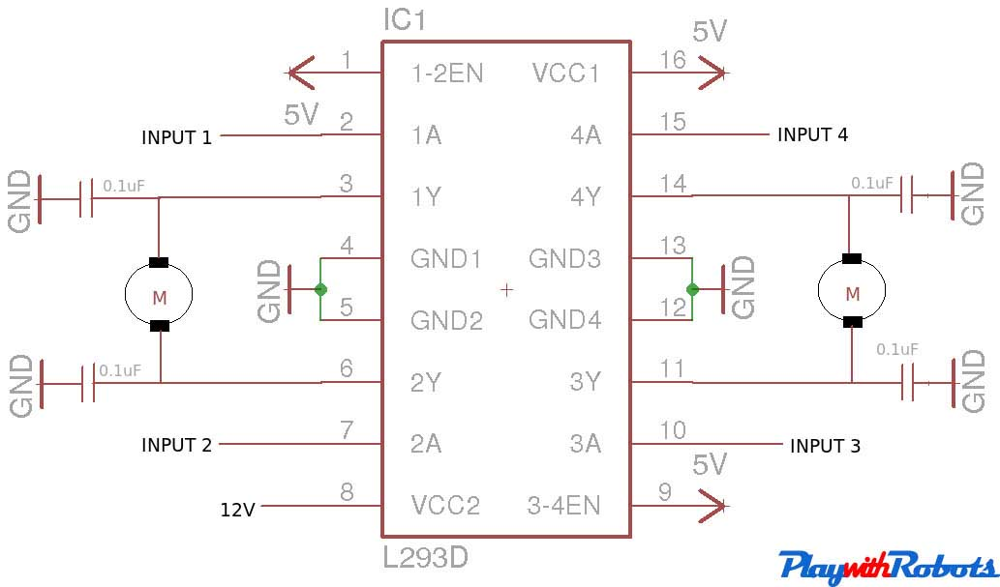 IC1
5V
1 1-2EN VCC1 16
5V
INPUT 1 2 1A 4A 15 INPUT 4
GND 0.1uF 3 1Y 4Y 14 0.1uF GND
4 GND1 GND3 13
GND GND
M M
5 GND2 GND4 12
GND 0.1uF 6 2Y 3Y 11 0.1uF GND
INPUT 2 7 2A 3A 10 INPUT 3
5V
12V 8 VCC2 3-4EN 9
L293D
PlaywithRobots